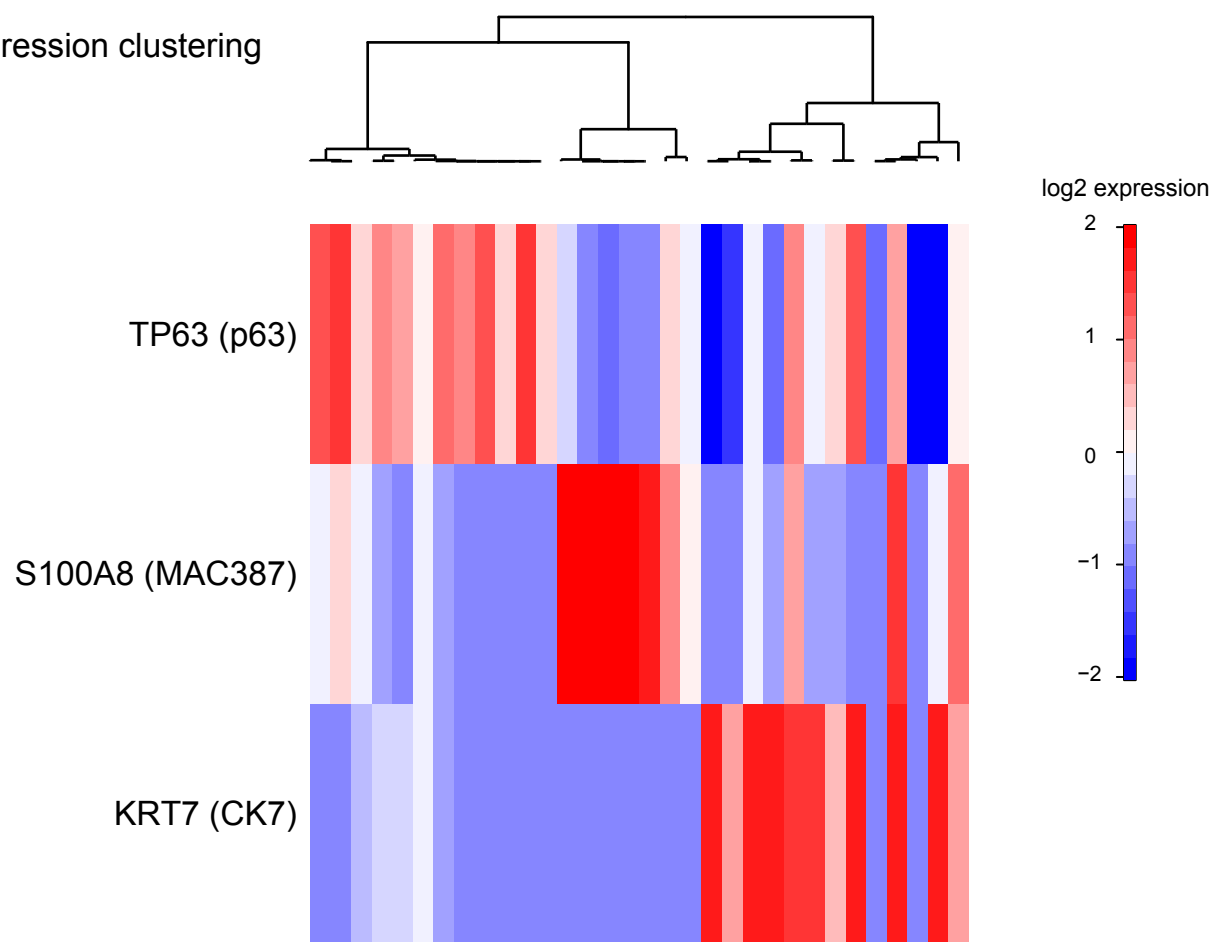 ression clustering
log2 expression
2
1
0
−1
−2
TP63 (p63)
S100A8 (MAC387)
KRT7 (CK7)